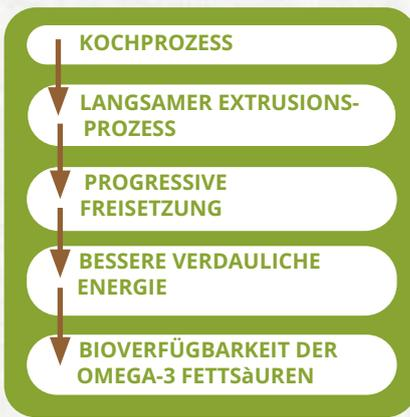 KOCHPROZESS
LANGSAMER EXTRUSIONS-
PROZESS
PROGRESSIVE
FREISETZUNG
BESSERE VERDAULICHE
ENERGIE
BIOVERFÜGBARKEIT DER
OMEGA-3 FETTSàUREN